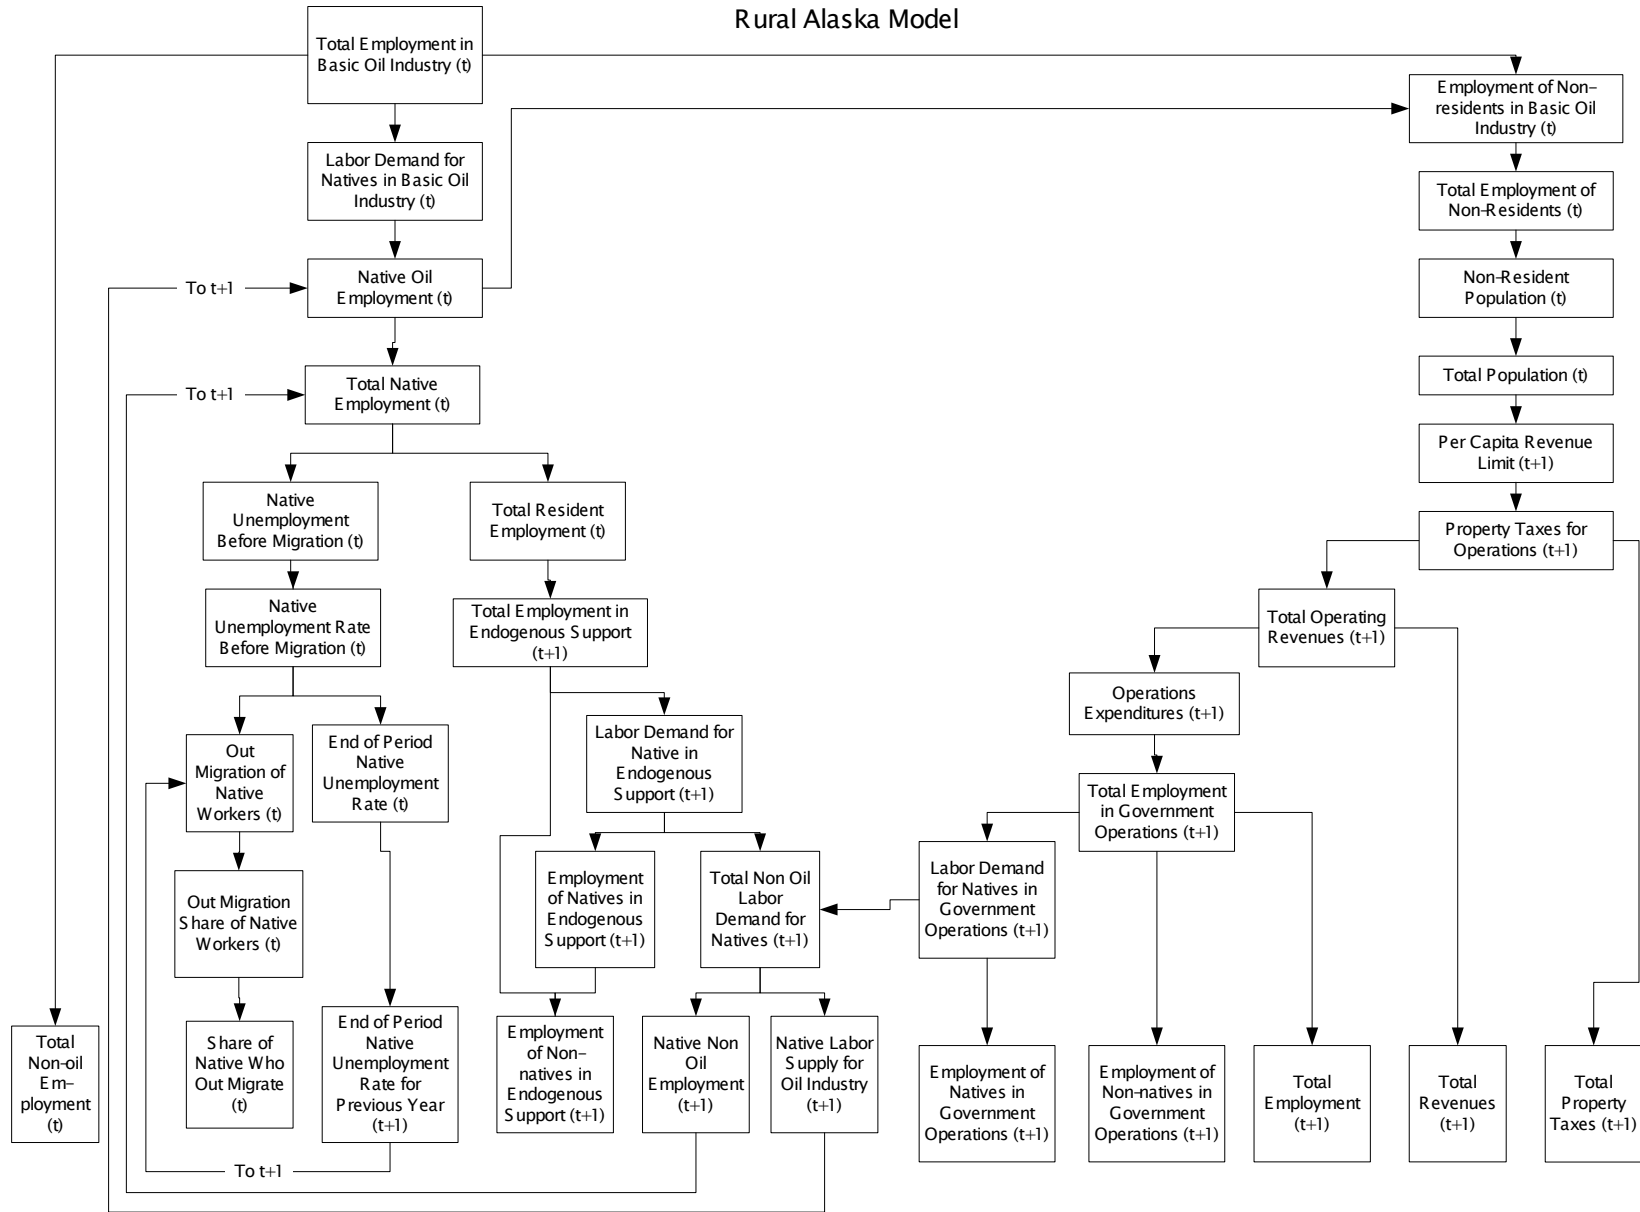 Rural Alaska Model
Total Employment in
Basic Oil Industry (t)
Employment of Non-
residents in Basic Oil
Industry (t)
Labor Demand for
Natives in Basic Oil
Industry (t)
Total Employment of
Non-Residents (t)
To t+1
Native Oil
Employment (t)
Non-Resident
Population (t)
To t+1
Total Native
Employment (t)
Total Population (t)
Per Capita Revenue
Limit (t+1)
Native
Unemployment
Before Migration (t)
Total Resident
Employment (t)
Property Taxes for
Operations (t+1)
Native
Unemployment Rate
Before Migration (t)
Total Employment in
Endogenous Support
(t+1)
Total Operating
Revenues (t+1)
Operations
Expenditures (t+1)
Out
Migration of
Native
Workers (t)
End of Period
Native
Unemployment
Rate (t)
Labor Demand for
Native in
Endogenous
Support (t+1)
Total Employment
in Government
Operations (t+1)
Out Migration
Share of Native
Workers (t)
Employment
of Natives in
Endogenous
Support (t+1)
Total Non Oil
Labor
Demand for
Natives (t+1)
Labor Demand
for Natives in
Government
Operations (t+1)
Total
Non-oil
Em-
ployment
(t)
Share of
Native Who
Out Migrate
(t)
End of Period
Native
Unemployment
Rate for
Previous Year
(t+1)
Employment
of Non-
natives in
Endogenous
Support (t+1)
Native Non
Oil
Employment
(t+1)
Native Labor
Supply for
Oil Industry
(t+1)
Employment of
Natives in
Government
Operations (t+1)
Employment of
Non-natives in
Government
Operations (t+1)
Total
Employment
(t+1)
Total
Revenues
(t+1)
Total
Property
Taxes (t+1)
To t+1